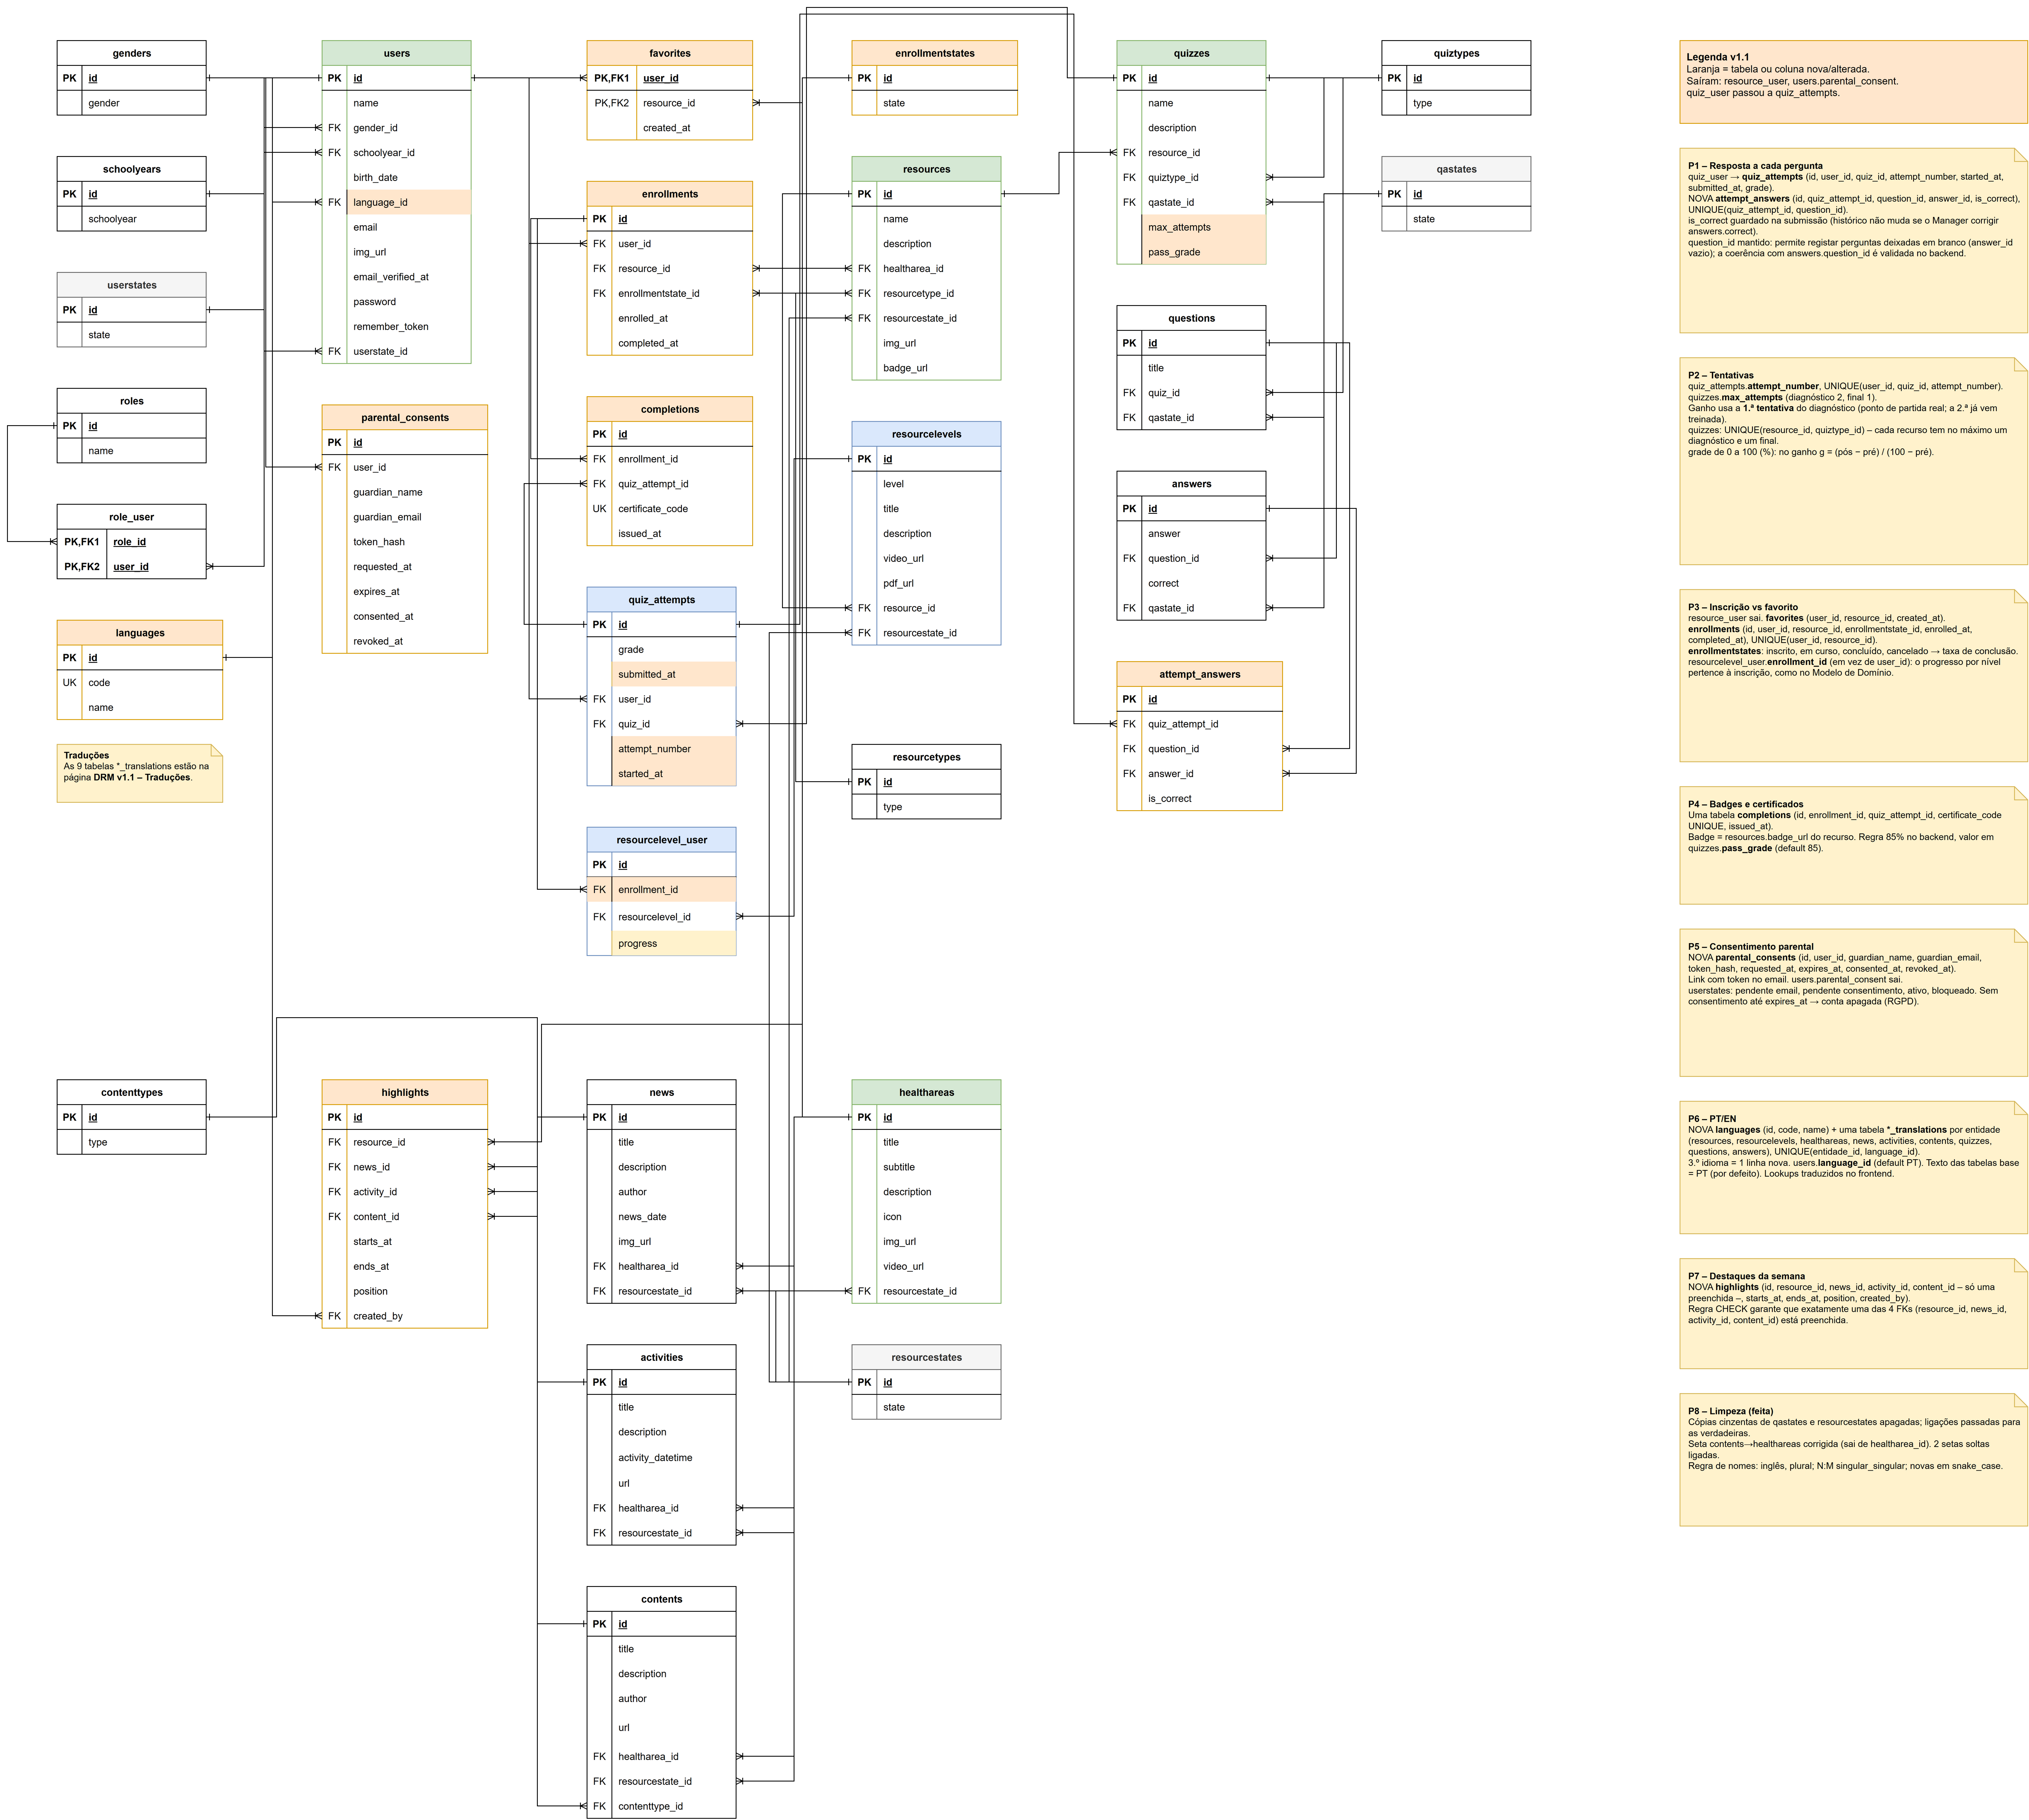 genders
PK id
gender
schoolyears
PK id
schoolyear
userstates
PK id
state
roles
PK id
name
role_user
PK,FK1 role_id
PK,FK2 user_id
languages
PK id
UK code
name
Traduções
As 9 tabelas *_translations estão na
página DRM v1.1 – Traduções.
users
PK id
name
FK gender_id
FK schoolyear_id
birth_date
FK language_id
email
img_url
email_verified_at
password
remember_token
FK userstate_id
parental_consents
PK id
FK user_id
guardian_name
guardian_email
token_hash
requested_at
expires_at
consented_at
revoked_at
favorites
PK,FK1 user_id
PK,FK2 resource_id
created_at
enrollments
PK id
FK user_id
FK resource_id
FK enrollmentstate_id
enrolled_at
completed_at
completions
PK id
FK enrollment_id
FK quiz_attempt_id
UK certificate_code
issued_at
quiz_attempts
PK id
grade
submitted_at
FK user_id
FK quiz_id
attempt_number
started_at
resourcelevel_user
PK id
FK enrollment_id
FK resourcelevel_id
progress
enrollmentstates
PK id
state
resources
PK id
name
description
FK healtharea_id
FK resourcetype_id
FK resourcestate_id
img_url
badge_url
resourcelevels
PK id
level
title
description
video_url
pdf_url
FK resource_id
FK resourcestate_id
resourcetypes
PK id
type
quizzes
PK id
name
description
FK resource_id
FK quiztype_id
FK qastate_id
max_attempts
pass_grade
questions
PK id
title
FK quiz_id
FK qastate_id
answers
PK id
answer
FK question_id
correct
FK qastate_id
attempt_answers
PK id
FK quiz_attempt_id
FK question_id
FK answer_id
is_correct
quiztypes
PK id
type
qastates
PK id
state
contenttypes
PK id
type
highlights
PK id
FK resource_id
FK news_id
FK activity_id
FK content_id
starts_at
ends_at
position
FK created_by
news
PK id
title
description
author
news_date
img_url
FK healtharea_id
FK resourcestate_id
activities
PK id
title
description
activity_datetime
url
FK healtharea_id
FK resourcestate_id
contents
PK id
title
description
author
url
FK healtharea_id
FK resourcestate_id
FK contenttype_id
healthareas
PK id
title
subtitle
description
icon
img_url
video_url
FK resourcestate_id
resourcestates
PK id
state
Legenda v1.1
Laranja = tabela ou coluna nova/alterada.
Saíram: resource_user, users.parental_consent.
quiz_user passou a quiz_attempts.
P1 – Resposta a cada pergunta
quiz_user → quiz_attempts (id, user_id, quiz_id, attempt_number, started_at,
submitted_at, grade).
NOVA attempt_answers (id, quiz_attempt_id, question_id, answer_id, is_correct),
UNIQUE(quiz_attempt_id, question_id).
is_correct guardado na submissão (histórico não muda se o Manager corrigir
answers.correct).
question_id mantido: permite registar perguntas deixadas em branco (answer_id
vazio); a coerência com answers.question_id é validada no backend.
P2 – Tentativas
quiz_attempts.attempt_number, UNIQUE(user_id, quiz_id, attempt_number).
quizzes.max_attempts (diagnóstico 2, final 1).
Ganho usa a 1.ª tentativa do diagnóstico (ponto de partida real; a 2.ª já vem
treinada).
quizzes: UNIQUE(resource_id, quiztype_id) – cada recurso tem no máximo um
diagnóstico e um final.
grade de 0 a 100 (%): no ganho g = (pós − pré) / (100 − pré).
P3 – Inscrição vs favorito
resource_user sai. favorites (user_id, resource_id, created_at).
enrollments (id, user_id, resource_id, enrollmentstate_id, enrolled_at,
completed_at), UNIQUE(user_id, resource_id).
enrollmentstates: inscrito, em curso, concluído, cancelado → taxa de conclusão.
resourcelevel_user.enrollment_id (em vez de user_id): o progresso por nível
pertence à inscrição, como no Modelo de Domínio.
P4 – Badges e certificados
Uma tabela completions (id, enrollment_id, quiz_attempt_id, certificate_code
UNIQUE, issued_at).
Badge = resources.badge_url do recurso. Regra 85% no backend, valor em
quizzes.pass_grade (default 85).
P5 – Consentimento parental
NOVA parental_consents (id, user_id, guardian_name, guardian_email,
token_hash, requested_at, expires_at, consented_at, revoked_at).
Link com token no email. users.parental_consent sai.
userstates: pendente email, pendente consentimento, ativo, bloqueado. Sem
consentimento até expires_at → conta apagada (RGPD).
P6 – PT/EN
NOVA languages (id, code, name) + uma tabela *_translations por entidade
(resources, resourcelevels, healthareas, news, activities, contents, quizzes,
questions, answers), UNIQUE(entidade_id, language_id).
3.º idioma = 1 linha nova. users.language_id (default PT). Texto das tabelas base
= PT (por defeito). Lookups traduzidos no frontend.
P7 – Destaques da semana
NOVA highlights (id, resource_id, news_id, activity_id, content_id – só uma
preenchida –, starts_at, ends_at, position, created_by).
Regra CHECK garante que exatamente uma das 4 FKs (resource_id, news_id,
activity_id, content_id) está preenchida.
P8 – Limpeza (feita)
Cópias cinzentas de qastates e resourcestates apagadas; ligações passadas para
as verdadeiras.
Seta contents→healthareas corrigida (sai de healtharea_id). 2 setas soltas
ligadas.
Regra de nomes: inglês, plural; N:M singular_singular; novas em snake_case.